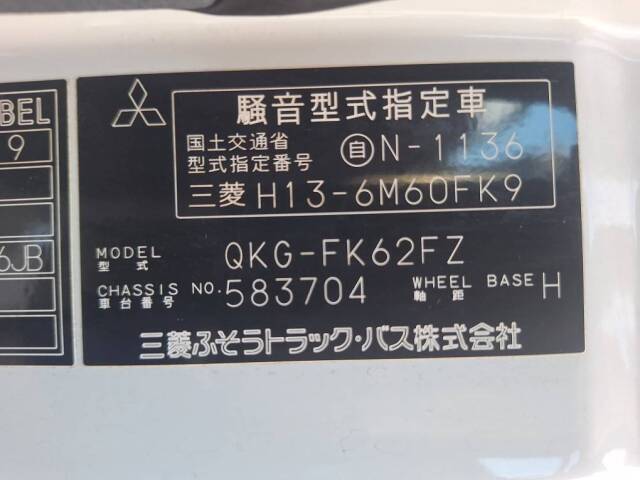 BEL
9
6JB
騒音型式指定車
国土交通省
型式指定番号 自N-1136
三菱 H13-6M60FK9
MODEL
型式 QKG-FK62FZ
CHASSIS NO.
車台番号 583704 WHEEL BASE
軸距 H
三菱ふそうトラック・バス株式会社